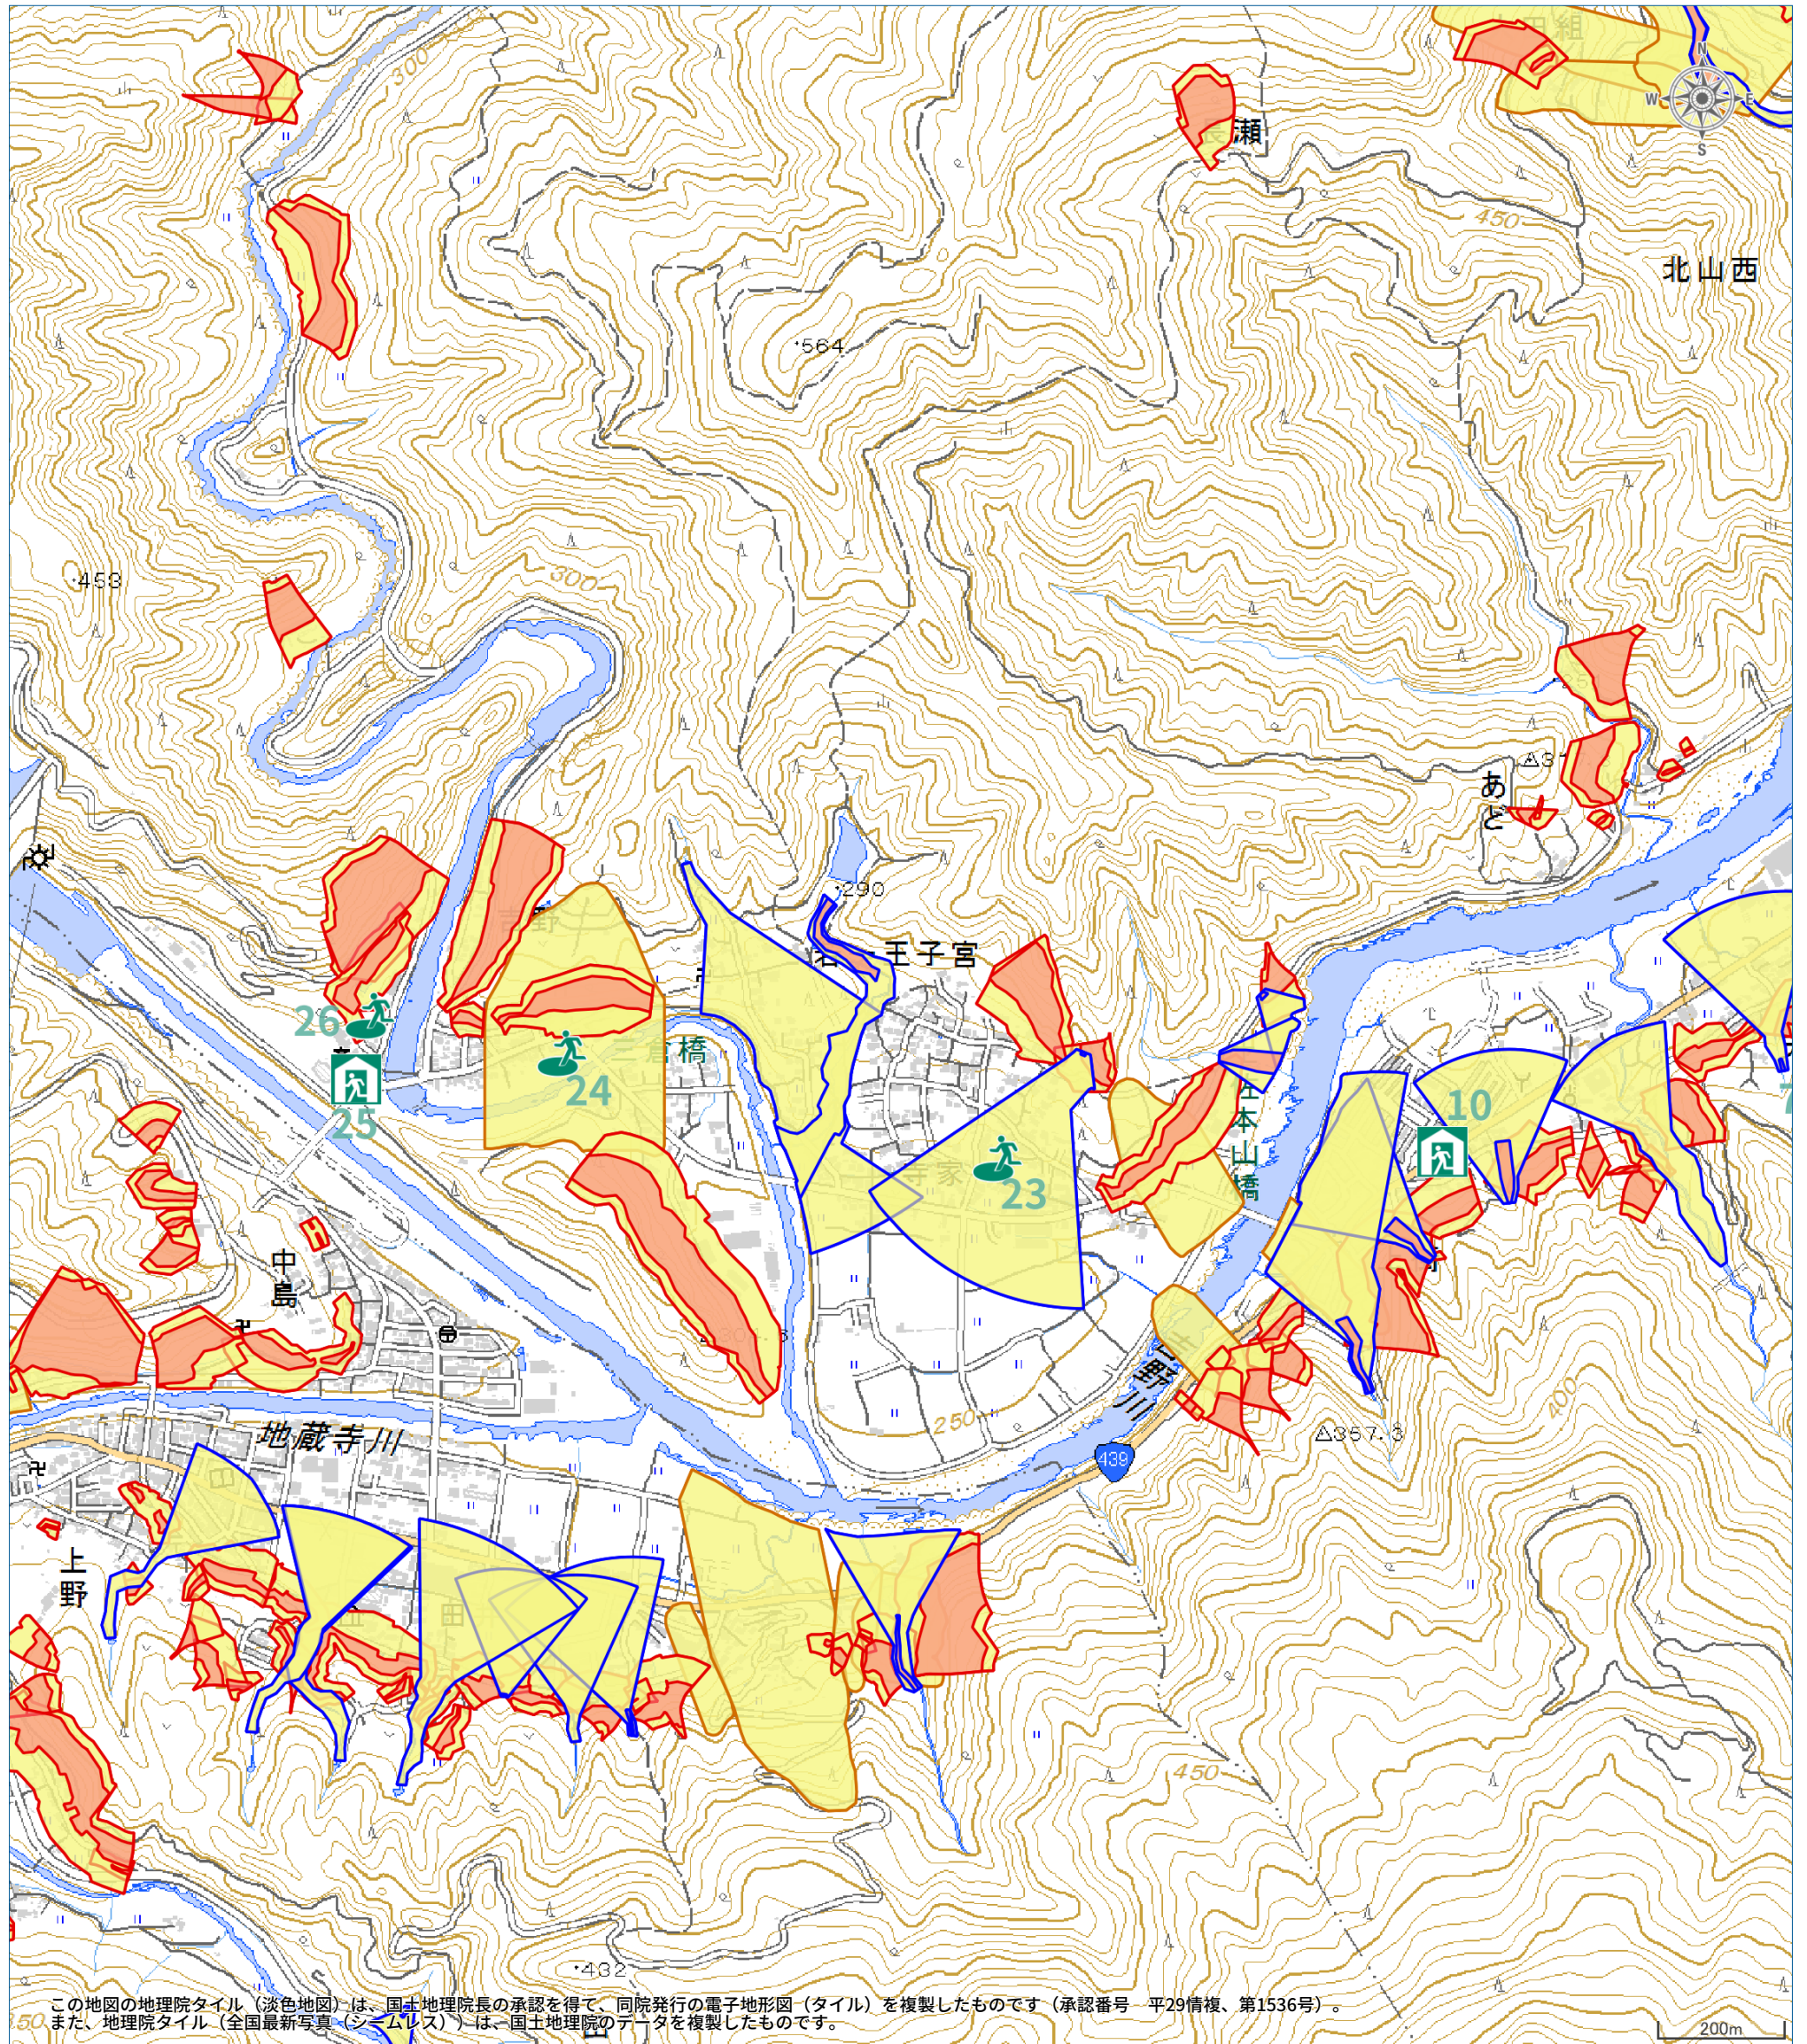 300
N
W
E
S
瀬
450
北山西
564
453
300
あど
290
王子宮
26
三倉橋
24
25
本山橋
10
寺家
23
中島
野川
250
地蔵寺川
439
357.3
400
上野
田
450
432
この地図の地理院タイル（淡色地図）は、国土地理院長の承認を得て、同院発行の電子地形図（タイル）を複製したものです（承認番号　平29情複、第1536号）。
また、地理院タイル（全国最新写真（シームレス））は、国土地理院のデータを複製したものです。
200m